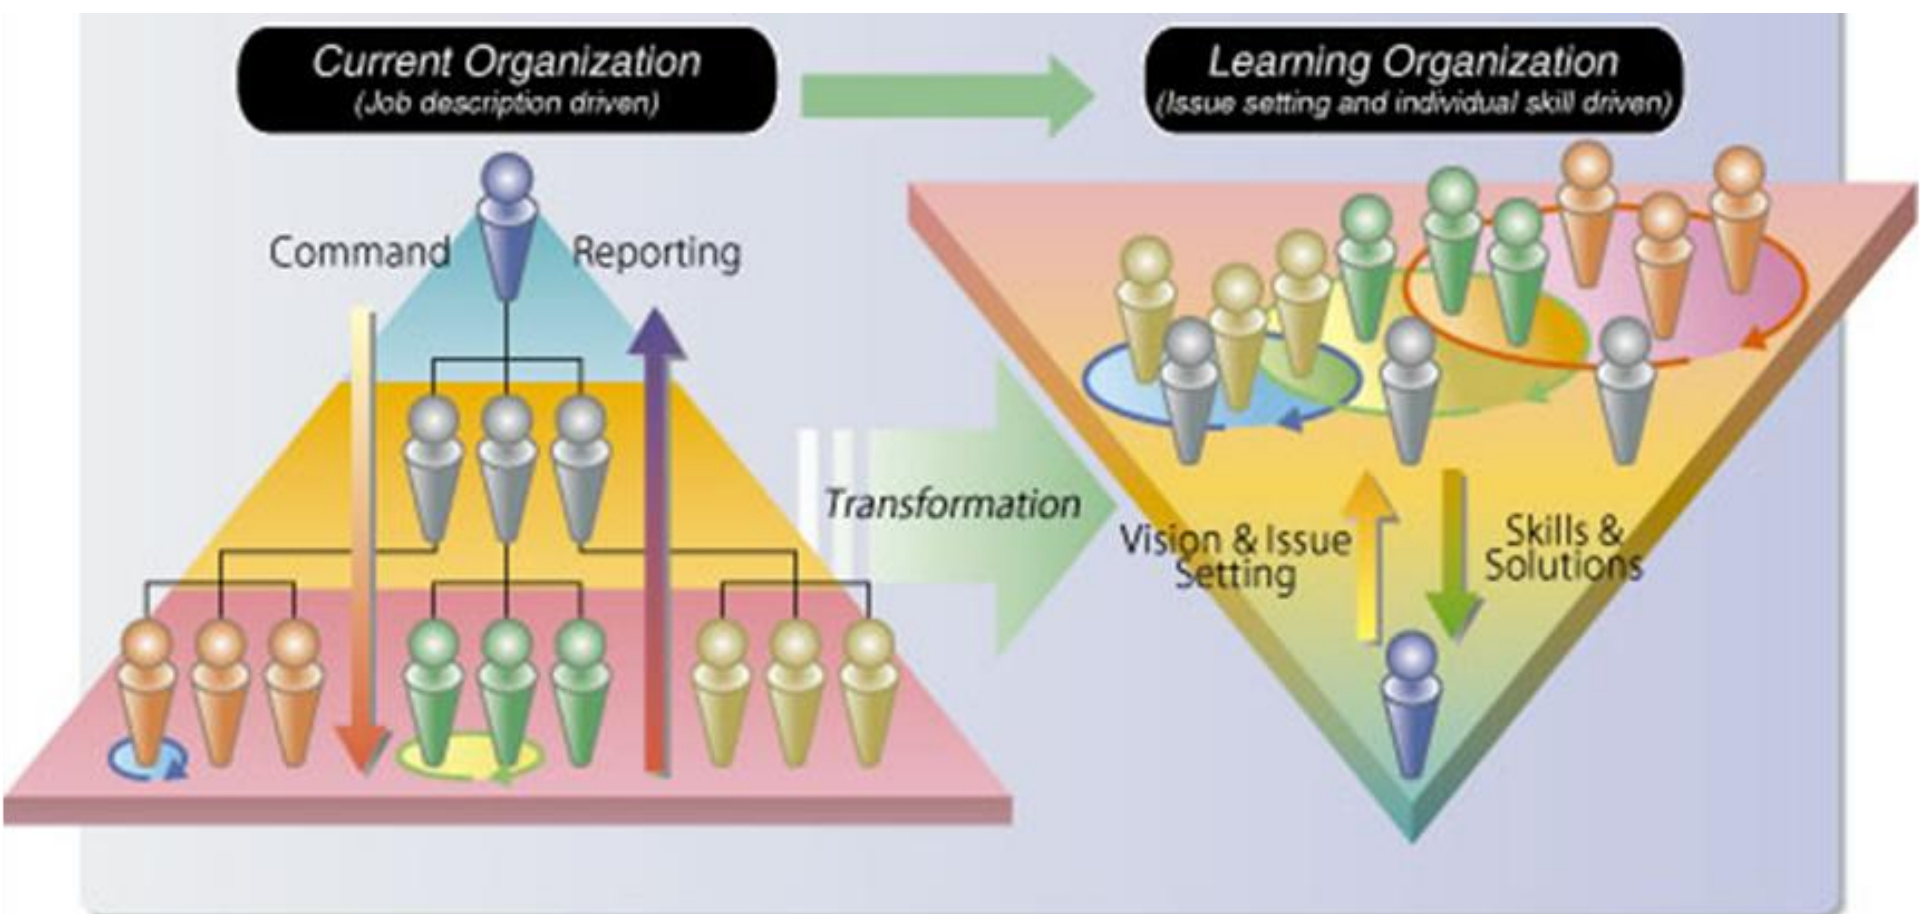 Current Organization
(Job description driven)
Learning Organization
(Issue setting and individual skill driven)
Command
Reporting
Transformation
Vision & Issue
Setting
Skills &
Solutions